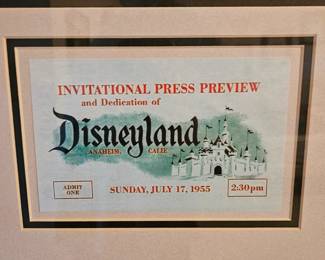 INVITATIONAL PRESS PREVIEW
and Dedication of
Disneyland
ANAHEIM, CALIF.
ADMIT
ONE
SUNDAY, JULY 17, 1955
2:30pm